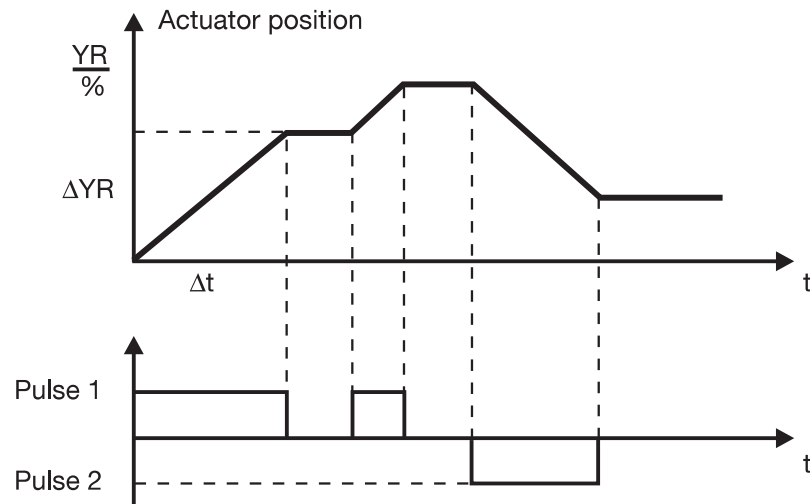 Actuator position
YR
%
ΔYR
Δt
t
Pulse 1
t
Pulse 2